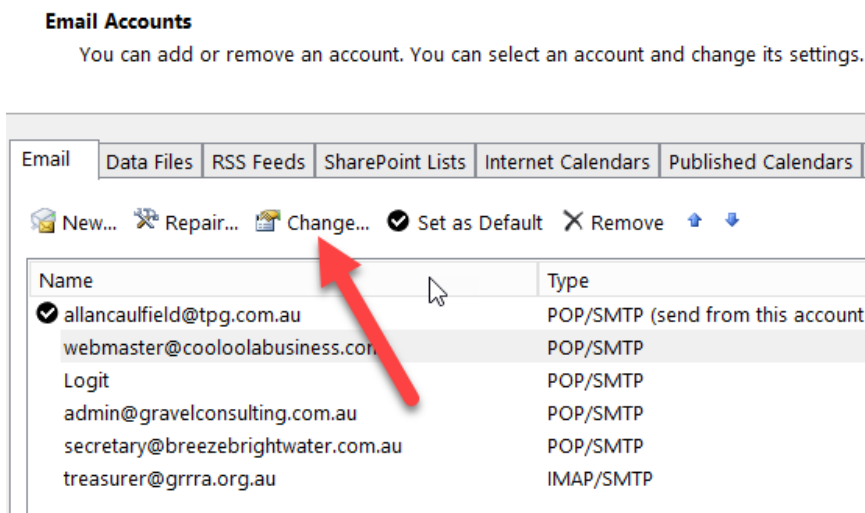 Email Accounts
You can add or remove an account. You can select an account and change its settings.
Email Data Files RSS Feeds SharePoint Lists Internet Calendars Published Calendars
New... Repair... Change... Set as Default Remove
Name Type
allancaulfield@tpg.com.au POP/SMTP (send from this account
webmaster@cooloolabusiness.com POP/SMTP
Logit POP/SMTP
admin@gravelconsulting.com.au POP/SMTP
secretary@breezebrightwater.com.au POP/SMTP
treasurer@grrra.org.au IMAP/SMTP